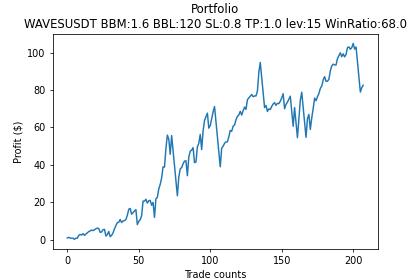 Portfolio
WAVESUSDT BBM:1.6 BBL:120 SL:0.8 TP:1.0 lev:15 WinRatio:68.0
100
80
60
40
20
0
Profit ($)
0
50
100
150
200
Trade counts